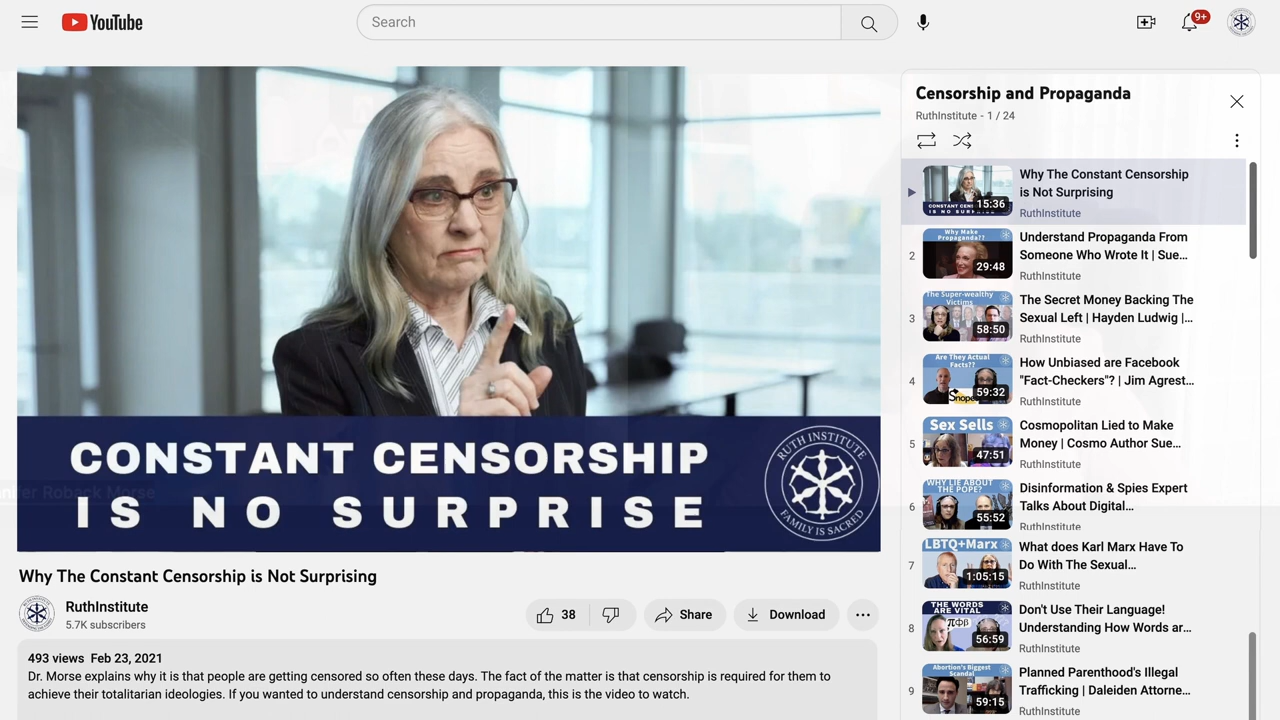 YouTube
Search
9+
CONSTANT CENSORSHIP
IS NO SURPRISE
RUTH INSTITUTE
FAMILY IS SACRED
Why The Constant Censorship is Not Surprising
RuthInstitute
5.7K subscribers
38
Share
Download
493 views Feb 23, 2021
Dr. Morse explains why it is that people are getting censored so often these days. The fact of the matter is that censorship is required for them to
achieve their totalitarian ideologies. If you wanted to understand censorship and propaganda, this is the video to watch.
Censorship and Propaganda
RuthInstitute - 1 / 24
15:36
Why The Constant Censorship
is Not Surprising
RuthInstitute
2
Why Make
Propaganda??
29:48
Understand Propaganda From
Someone Who Wrote It | Sue...
RuthInstitute
3
The Super-wealthy
Victims
58:50
The Secret Money Backing The
Sexual Left | Hayden Ludwig |...
RuthInstitute
4
Are They Actual
Facts??
Snopes
59:32
How Unbiased are Facebook
"Fact-Checkers"? | Jim Agrest...
RuthInstitute
5
Sex Sells
47:51
Cosmopolitan Lied to Make
Money | Cosmo Author Sue...
RuthInstitute
6
WHY LIE ABOUT
THE POPE?
55:52
Disinformation & Spies Expert
Talks About Digital...
RuthInstitute
7
LBTQ+Marx
1:05:15
What does Karl Marx Have To
Do With The Sexual...
RuthInstitute
8
THE WORDS
ARE VITAL
πΦβ
56:59
Don't Use Their Language!
Understanding How Words ar...
RuthInstitute
9
Abortion's Biggest
Scandal
59:15
Planned Parenthood's Illegal
Trafficking | Daleiden Attorne...
RuthInstitute